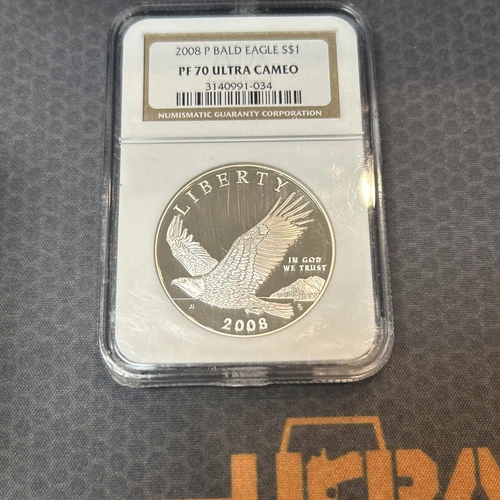 2008 P BALD EAGLE S$1
PF 70 ULTRA CAMEO
3140991-034
NUMISMATIC GUARANTY CORPORATION
LIBERTY
IN GOD
WE TRUST
2008